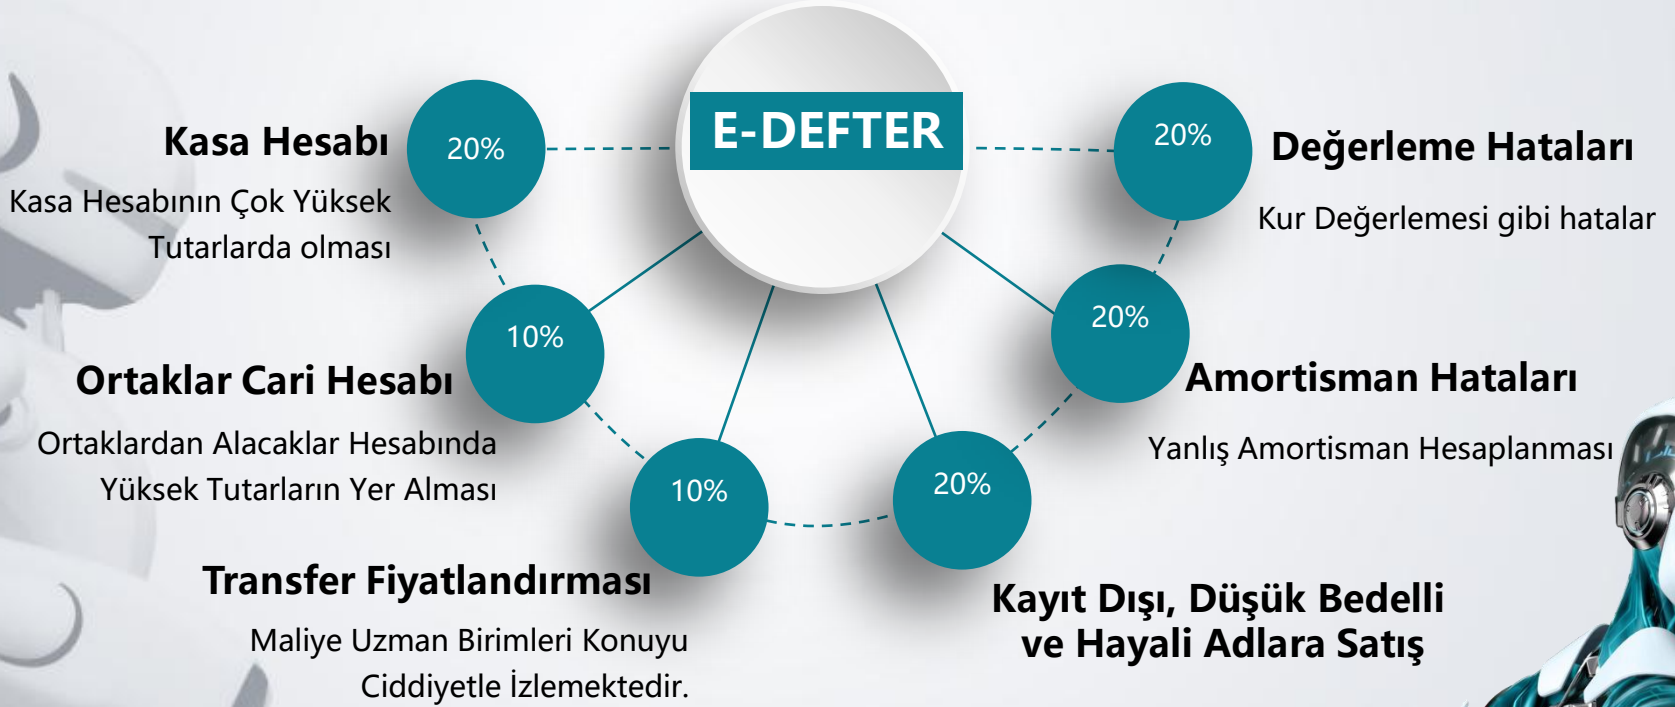 E-DEFTER
20%
Kasa Hesabı
Kasa Hesabının Çok Yüksek
Tutarlarda olması
10%
Ortaklar Cari Hesabı
Ortaklardan Alacaklar Hesabında
Yüksek Tutarların Yer Alması
10%
Transfer Fiyatlandırması
Maliye Uzman Birimleri Konuyu
Ciddiyetle İzlemektedir.
20%
Değerleme Hataları
Kur Değerlemesi gibi hatalar
20%
Amortisman Hataları
Yanlış Amortisman Hesaplanması
20%
Kayıt Dışı, Düşük Bedelli
ve Hayali Adlara Satış